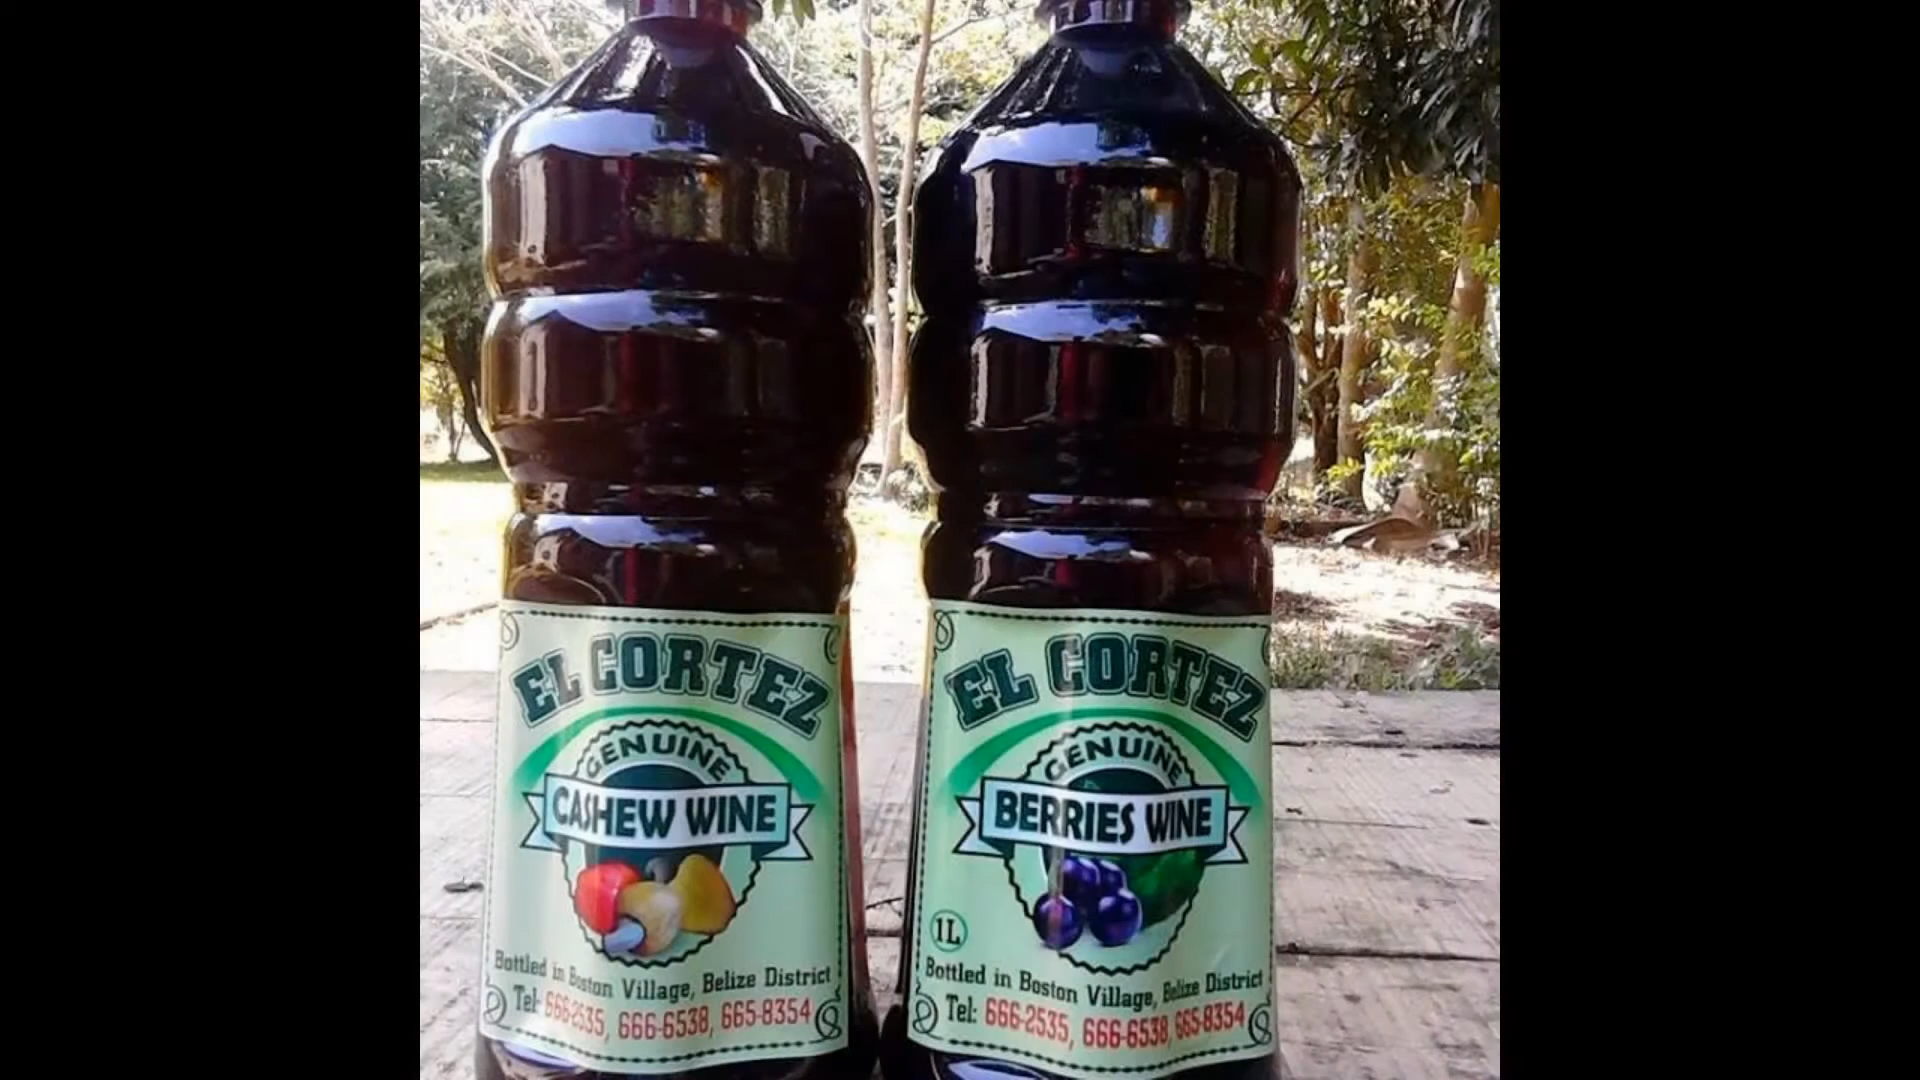 EL CORTEZ
GENUINE
CASHEW WINE
Bottled in Boston Village, Belize District
Tel: 666-2535, 666-6538, 665-8354
EL CORTEZ
GENUINE
BERRIES WINE
1L
Bottled in Boston Village, Belize District
Tel: 666-2535, 666-6538, 665-8354